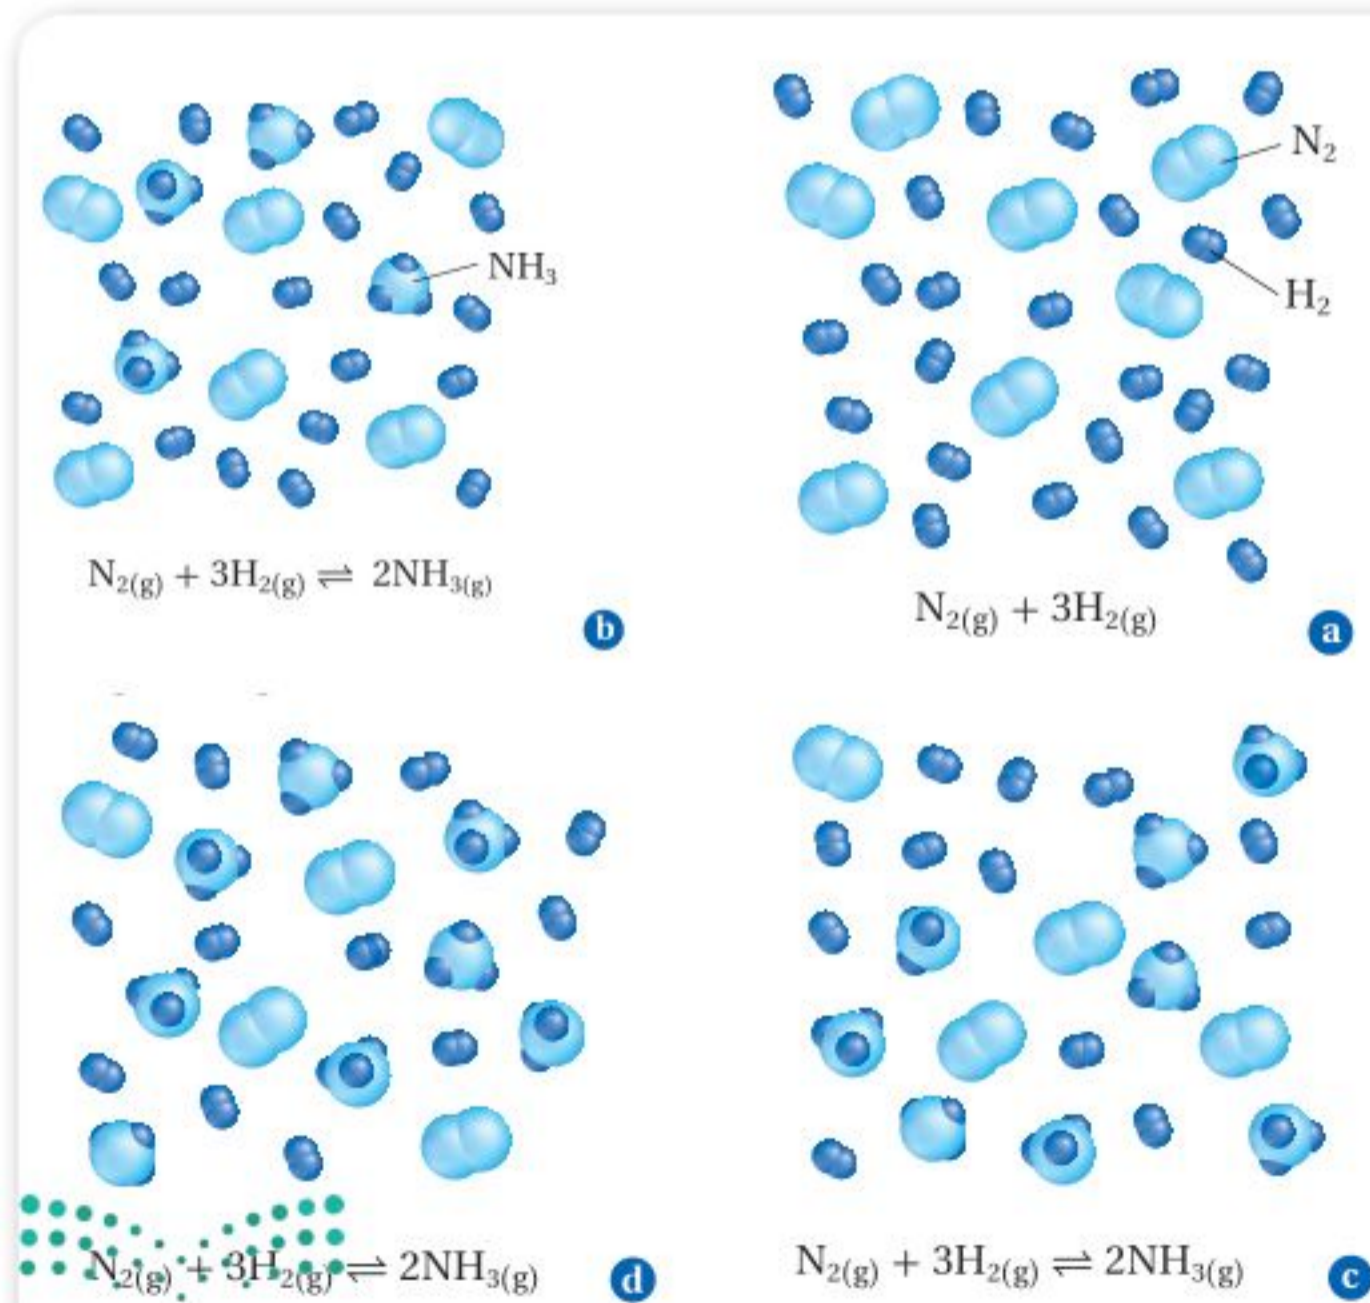 N₂
H₂
N₂(g) + 3H₂(g)
a
NH₃
N₂(g) + 3H₂(g) ⇌ 2NH₃(g)
b
N₂(g) + 3H₂(g) ⇌ 2NH₃(g)
c
N₂(g) + 3H₂(g) ⇌ 2NH₃(g)
d